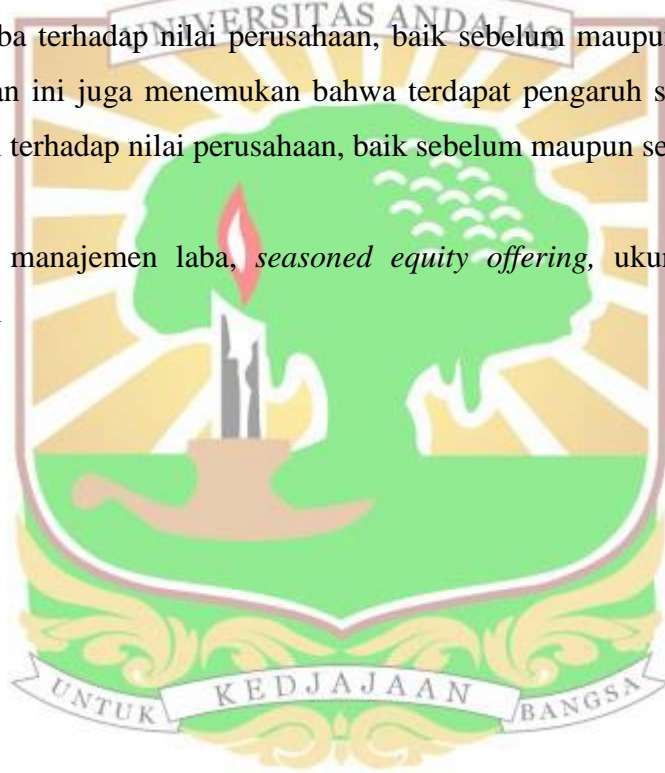 UNIVERSITAS ANDALAS
ba terhadap nilai perusahaan, baik sebelum maupun
an ini juga menemukan bahwa terdapat pengaruh s
terhadap nilai perusahaan, baik sebelum maupun se
manajemen laba, seasoned equity offering, ukur
UNTUK KEDJAJAAN BANGSA